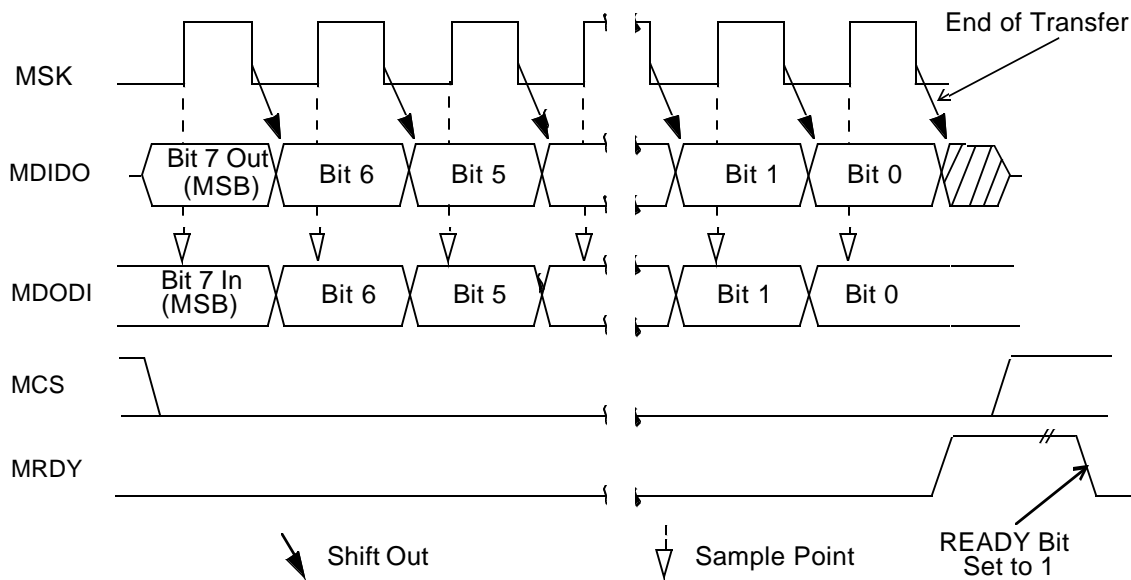 End of Transfer
MSK
MDIDO
Bit 7 Out
(MSB)
Bit 6
Bit 5
Bit 1
Bit 0
MDODI
Bit 7 In
(MSB)
Bit 6
Bit 5
Bit 1
Bit 0
MCS
MRDY
Shift Out
Sample Point
READY Bit
Set to 1